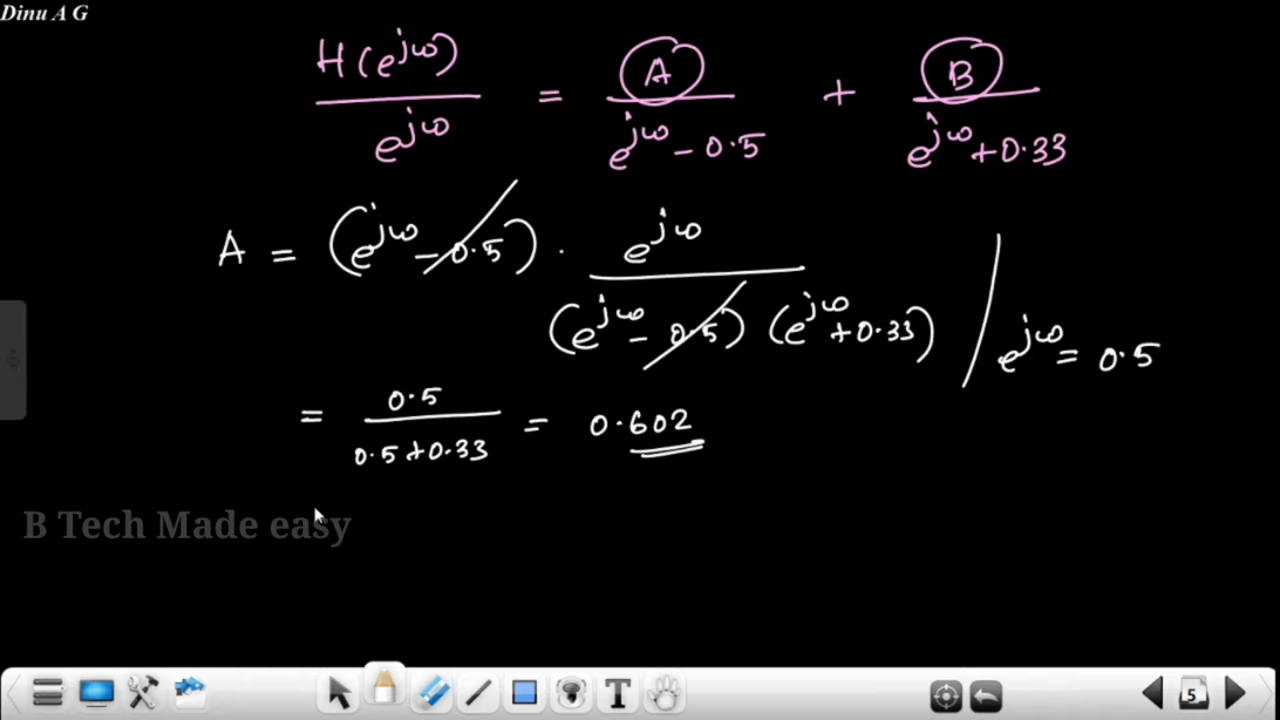 Dinu A G
H(e^jω) / e^jω = A / (e^jω - 0.5) + B / (e^jω + 0.33)
A = (e^jω - 0.5) · e^jω / (e^jω - 0.5) (e^jω + 0.33) / e^jω = 0.5
= 0.5 / (0.5 + 0.33) = 0.602
B Tech Made easy
T 5